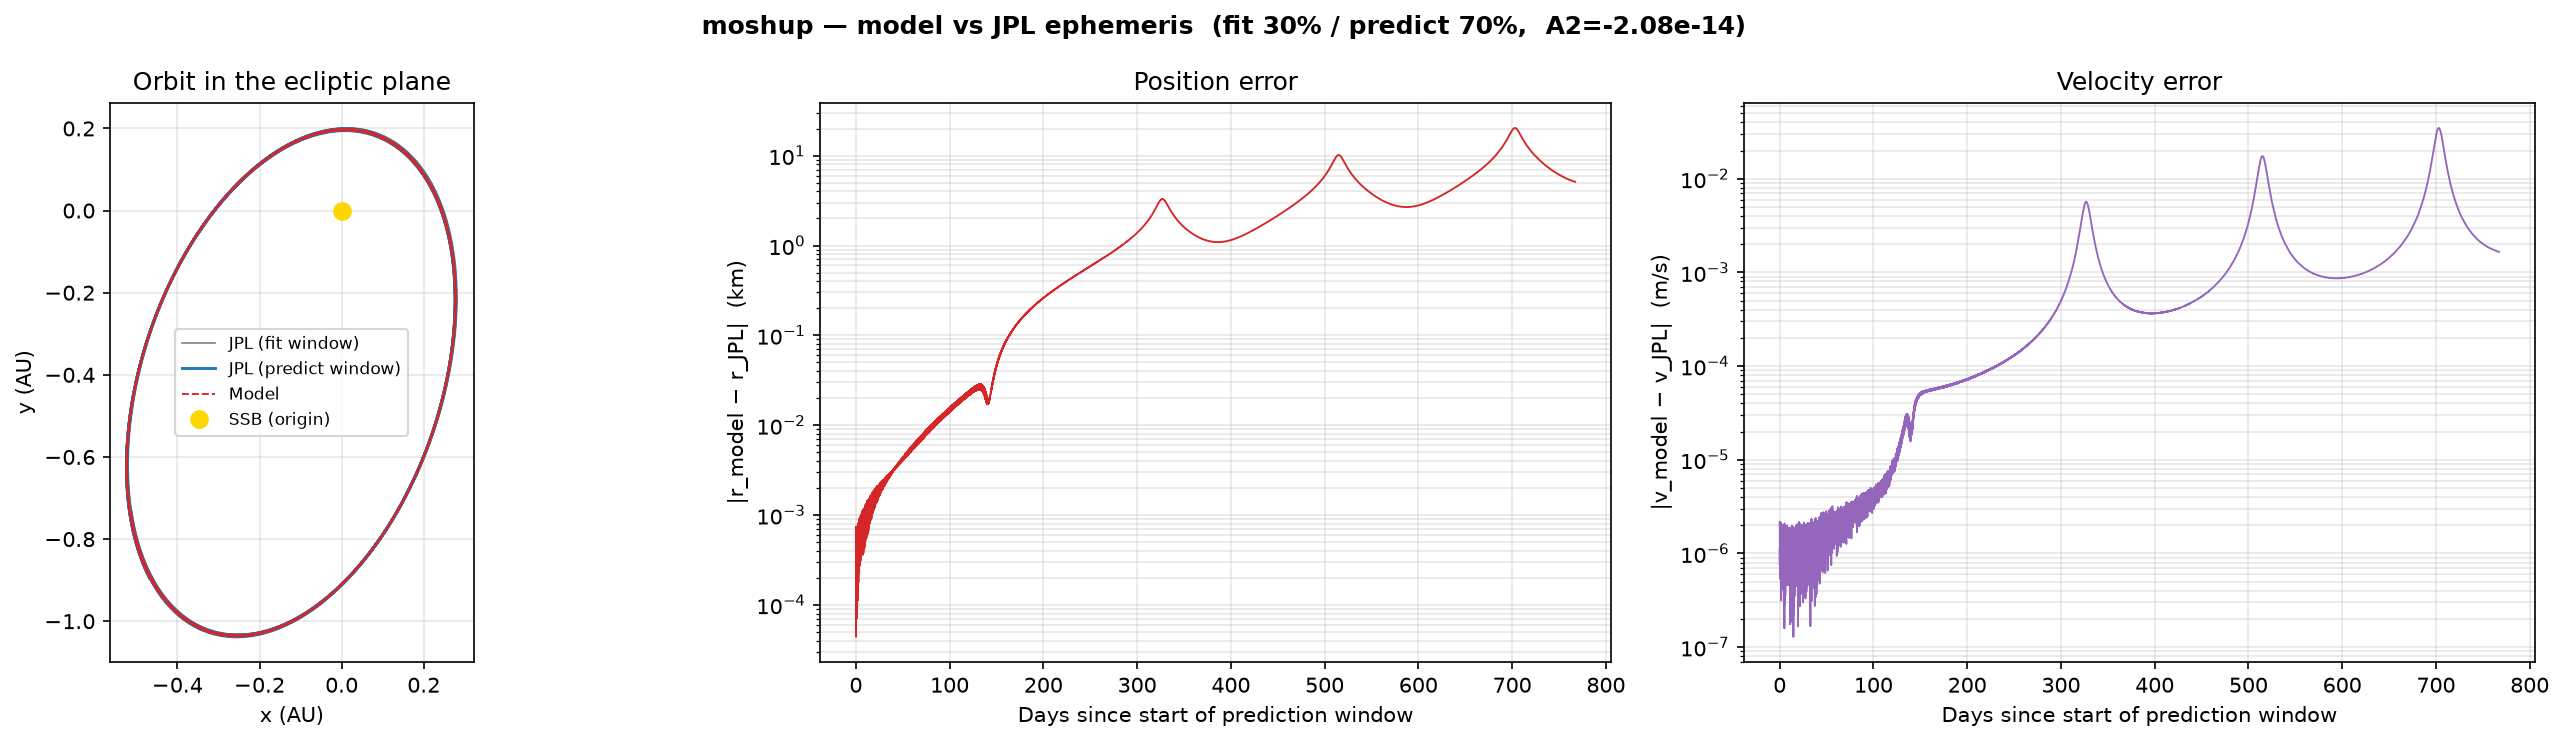 moshup — model vs JPL ephemeris (fit 30% / predict 70%, A2=-2.08e-14)
Orbit in the ecliptic plane
y (AU)
0.2
0.0
−0.2
−0.4
−0.6
−0.8
−1.0
JPL (fit window)
JPL (predict window)
Model
SSB (origin)
−0.4 −0.2 0.0 0.2
x (AU)
Position error
|r_model − r_JPL| (km)
10¹
10⁰
10⁻¹
10⁻²
10⁻³
10⁻⁴
0 100 200 300 400 500 600 700 800
Days since start of prediction window
Velocity error
|v_model − v_JPL| (m/s)
10⁻²
10⁻³
10⁻⁴
10⁻⁵
10⁻⁶
10⁻⁷
0 100 200 300 400 500 600 700 800
Days since start of prediction window